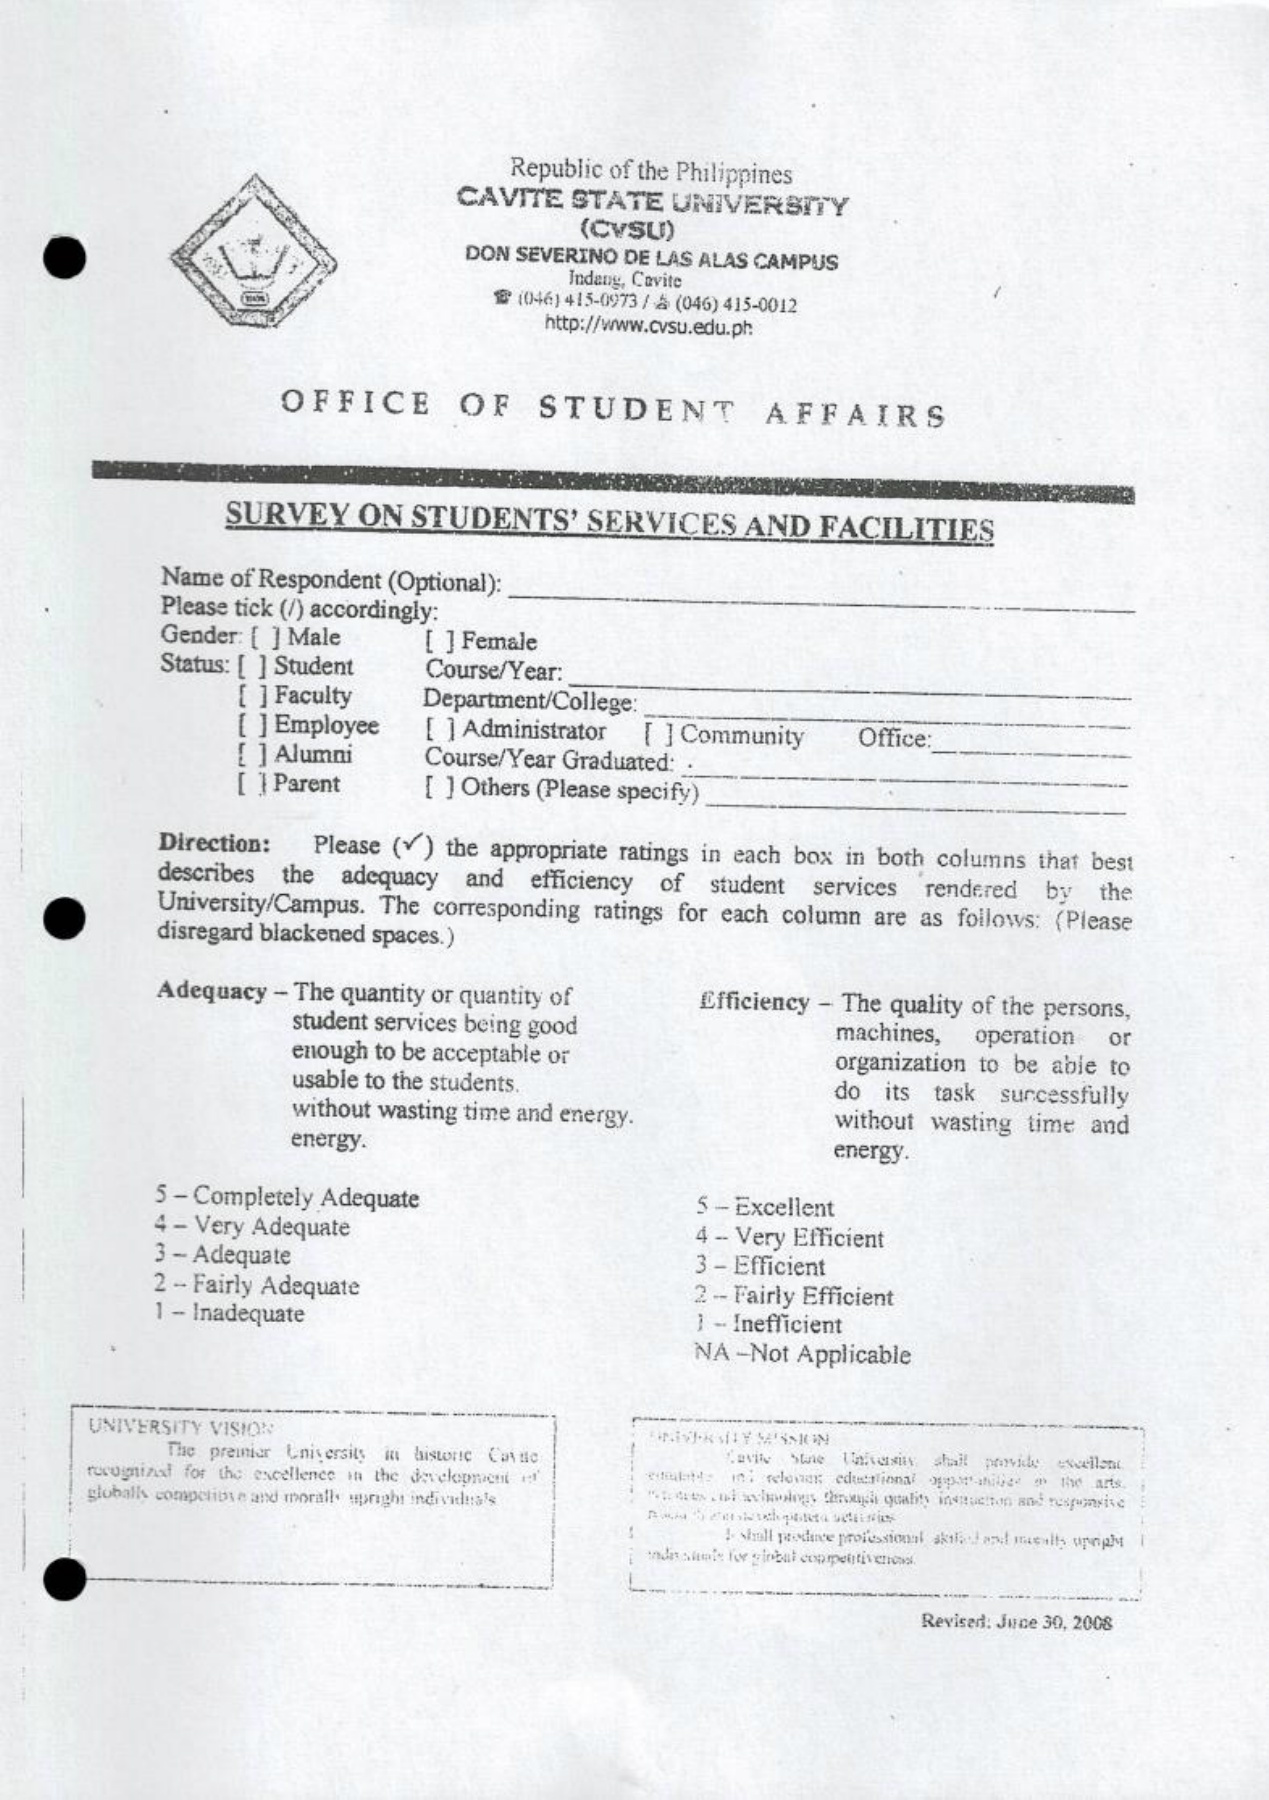 Republic of the Philippines
CAVITE STATE UNIVERSITY
(CvSU)
DON SEVERINO DE LAS ALAS CAMPUS
Indang, Cavite
☎ (046) 415-0973 / (046) 415-0012
http://www.cvsu.edu.ph
OFFICE OF STUDENT AFFAIRS
SURVEY ON STUDENTS' SERVICES AND FACILITIES
Name of Respondent (Optional):
Please tick (/) accordingly:
Gender: [ ] Male [ ] Female
Status: [ ] Student Course/Year:
[ ] Faculty Department/College:
[ ] Employee [ ] Administrator [ ] Community Office:
[ ] Alumni Course/Year Graduated:
[ ] Parent [ ] Others (Please specify)
Direction: Please (✓) the appropriate ratings in each box in both columns that best
describes the adequacy and efficiency of student services rendered by the
University/Campus. The corresponding ratings for each column are as follows: (Please
disregard blackened spaces.)
Adequacy – The quantity or quantity of
student services being good
enough to be acceptable or
usable to the students.
without wasting time and energy.
energy.
5 – Completely Adequate
4 – Very Adequate
3 – Adequate
2 – Fairly Adequate
1 – Inadequate
Efficiency – The quality of the persons,
machines, operation or
organization to be able to
do its task successfully
without wasting time and
energy.
5 – Excellent
4 – Very Efficient
3 – Efficient
2 – Fairly Efficient
1 – Inefficient
NA –Not Applicable
UNIVERSITY VISION
The premier University in historic Cavite
recognized for the excellence in the development of
globally competitive and morally upright individuals
UNIVERSITY MISSION
Cavite State University shall provide excellent,
equitable and relevant educational opportunities in the arts,
sciences and technology through quality instruction and responsive
research and development activities
It shall produce professional, skilled and morally upright
individuals for global competitiveness.
Revised: June 30, 2008